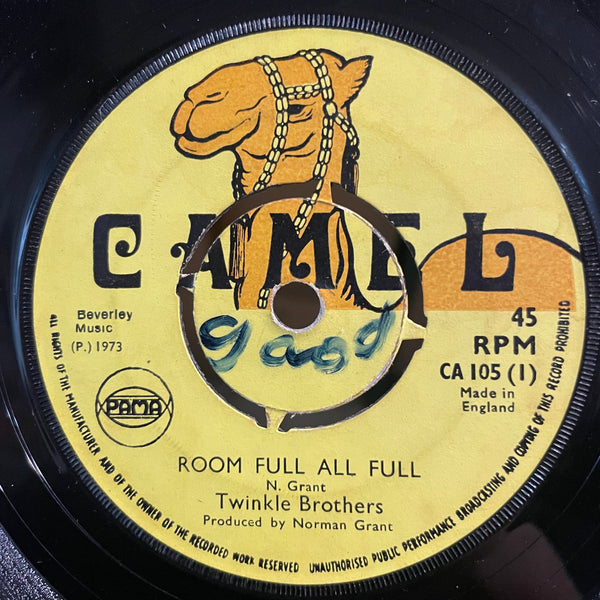 CAMEL
good
Beverley
Music
(P.) 1973
45
RPM
CA 105 (1)
Made in
England
PAMA
ROOM FULL ALL FULL
N. Grant
Twinkle Brothers
Produced by Norman Grant
ALL RIGHTS OF THE MANUFACTURER AND OF THE OWNER OF THE RECORDED WORK RESERVED UNAUTHORISED PUBLIC PERFORMANCE BROADCASTING AND COPYING OF THIS RECORD PROHIBITED